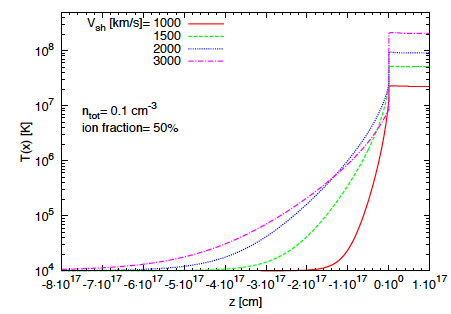 V_sh [km/s]= 1000
1500
2000
3000
n_tot= 0.1 cm^-3
ion fraction= 50%
T(x) [K]
10^8
10^7
10^6
10^5
10^4
-8·10^17 -7·10^17 -6·10^17 -5·10^17 -4·10^17 -3·10^17 -2·10^17 -1·10^17 0·10^0 1·10^17
z [cm]